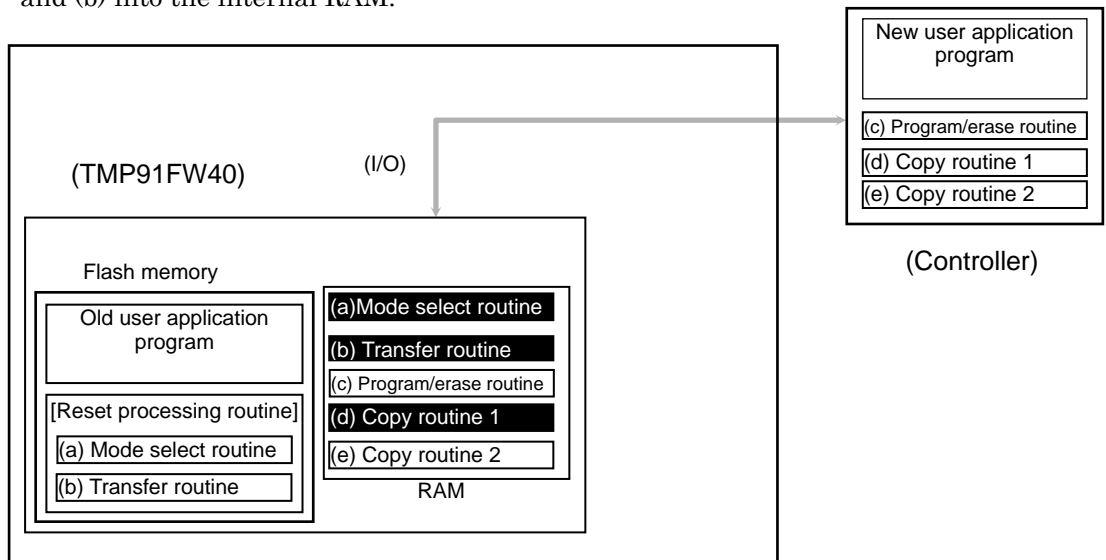 and (b) into the internal RAM.
New user application
program
(c) Program/erase routine
(d) Copy routine 1
(e) Copy routine 2
(Controller)
(I/O)
(TMP91FW40)
Flash memory
Old user application
program
[Reset processing routine]
(a) Mode select routine
(b) Transfer routine
(a)Mode select routine
(b) Transfer routine
(c) Program/erase routine
(d) Copy routine 1
(e) Copy routine 2
RAM